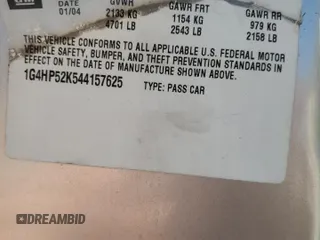 DATE GVWR GAWR FRT GAWR RR
01/04 2133 KG 1154 KG 979 KG
4701 LB 2543 LB 2158 LB
THIS VEHICLE CONFORMS TO ALL APPLICABLE U.S. FEDERAL MOTOR
VEHICLE SAFETY, BUMPER, AND THEFT PREVENTION STANDARDS IN
EFFECT ON THE DATE OF MANUFACTURE SHOWN ABOVE.
1G4HP52K544157625 TYPE: PASS CAR
DREAMBID